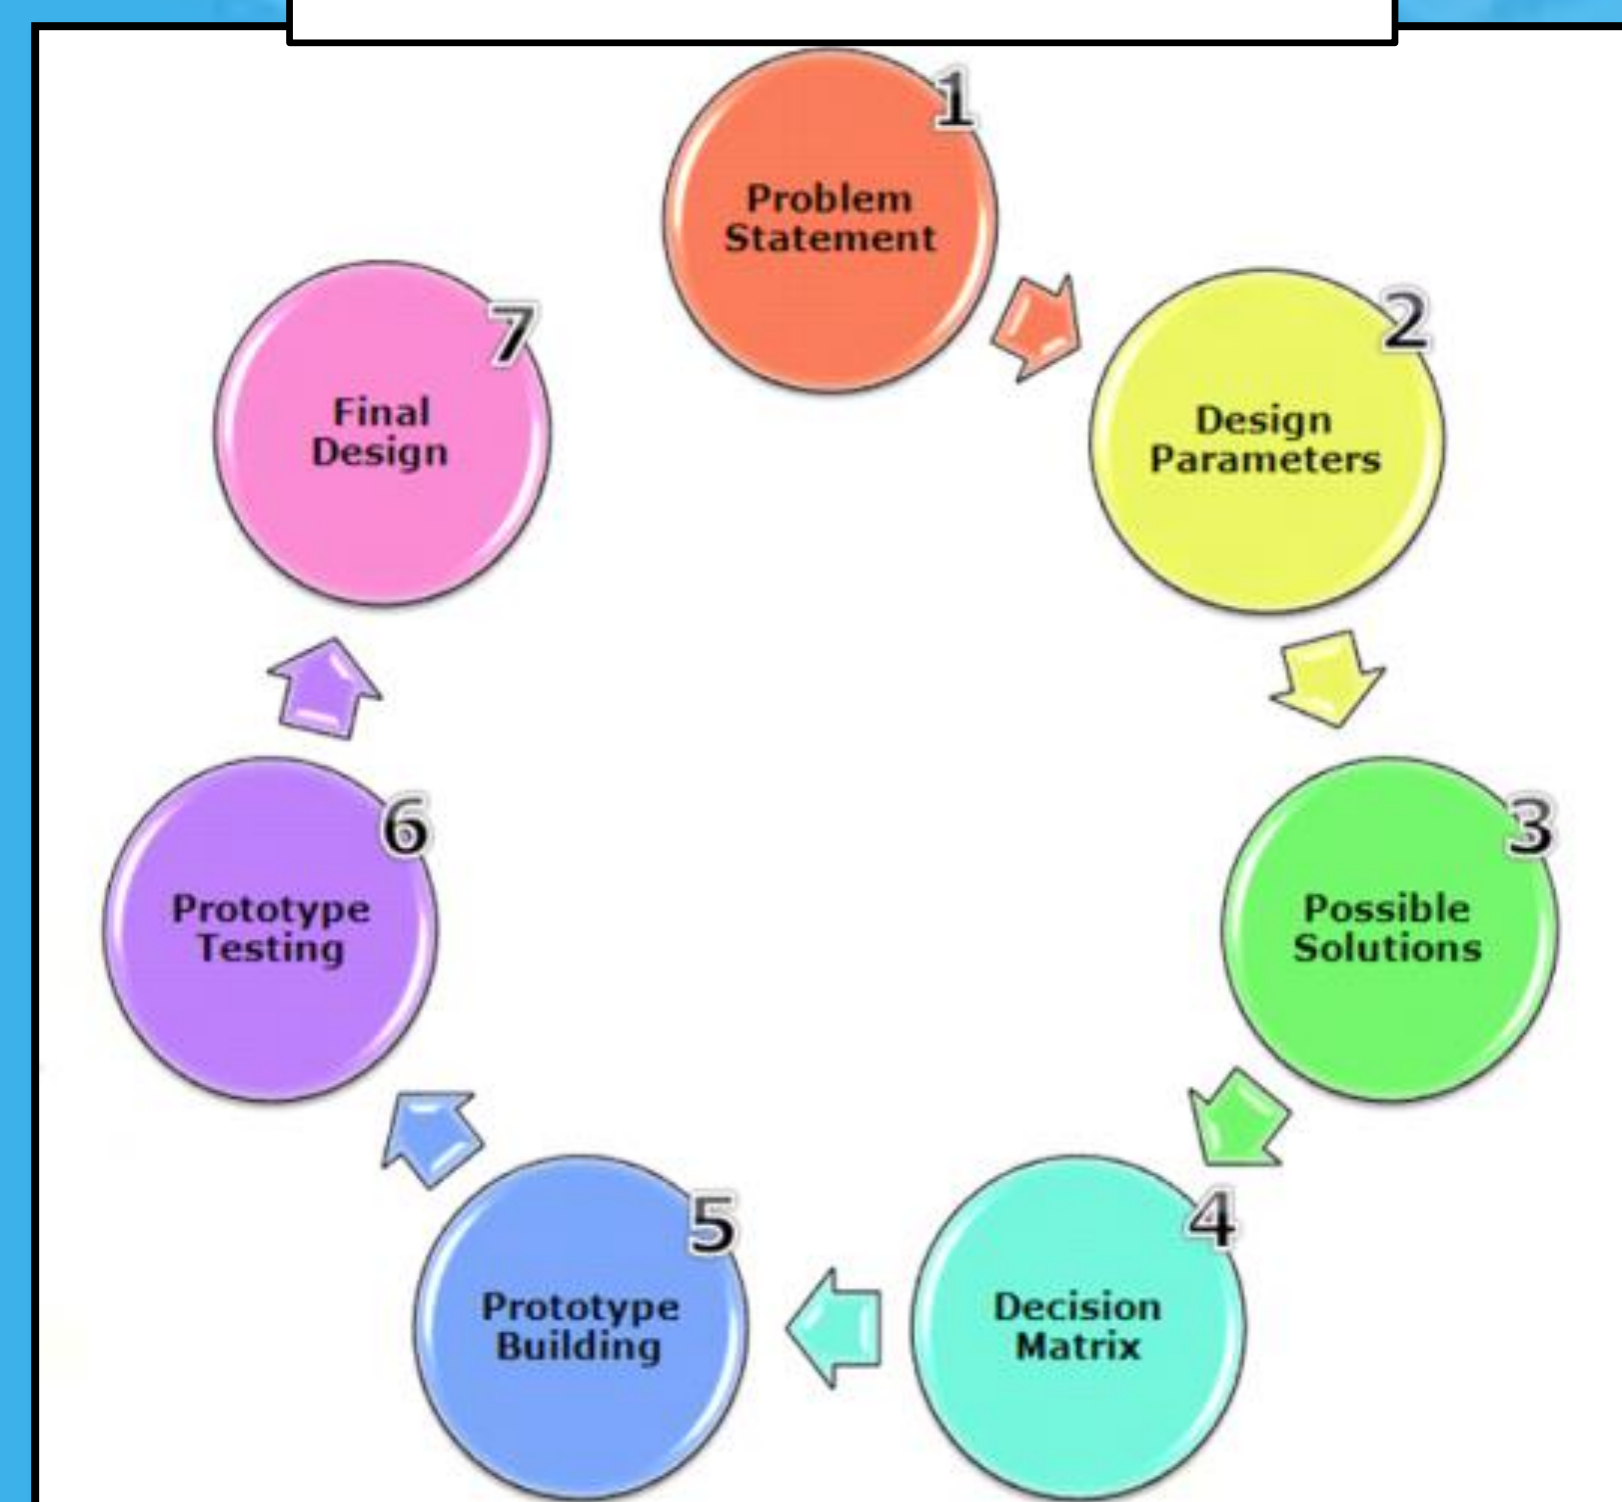 1
Problem
Statement
2
Design
Parameters
3
Possible
Solutions
4
Decision
Matrix
5
Prototype
Building
6
Prototype
Testing
7
Final
Design